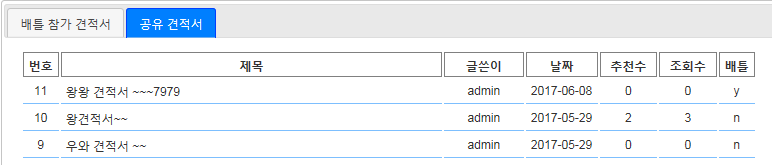 배틀 참가 견적서 공유 견적서
번호 제목 글쓴이 날짜 추천수 조회수 배틀
11 왕왕 견적서 ~~~7979 admin 2017-06-08 0 0 y
10 왕견적서~~ admin 2017-05-29 2 3 n
9 우와 견적서 ~~ admin 2017-05-29 0 0 n